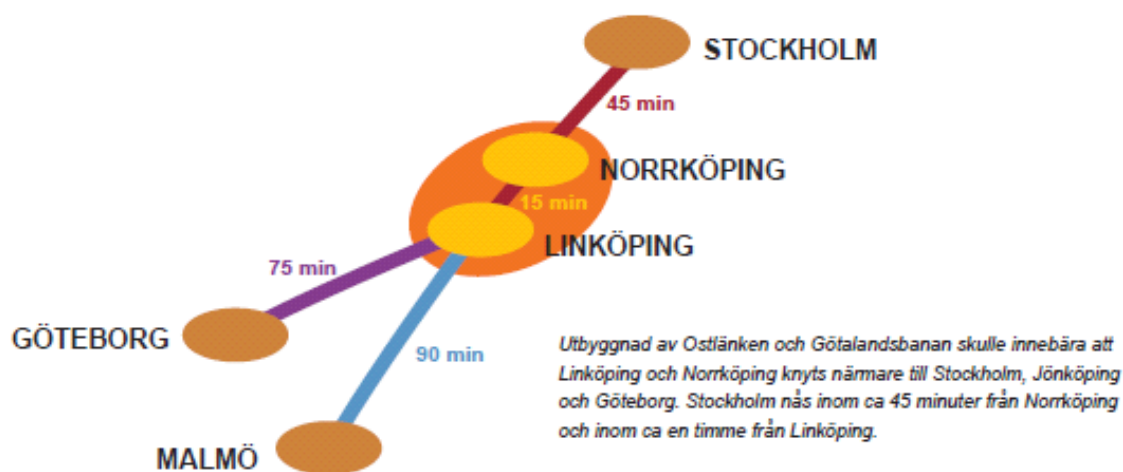 STOCKHOLM
45 min
NORRKÖPING
15 min
LINKÖPING
75 min
GÖTEBORG
90 min
MALMÖ
Utbyggnad av Ostlänken och Götalandsbanan skulle innebära att
Linköping och Norrköping knyts närmare till Stockholm, Jönköping
och Göteborg. Stockholm nås inom ca 45 minuter från Norrköping
och inom ca en timme från Linköping.